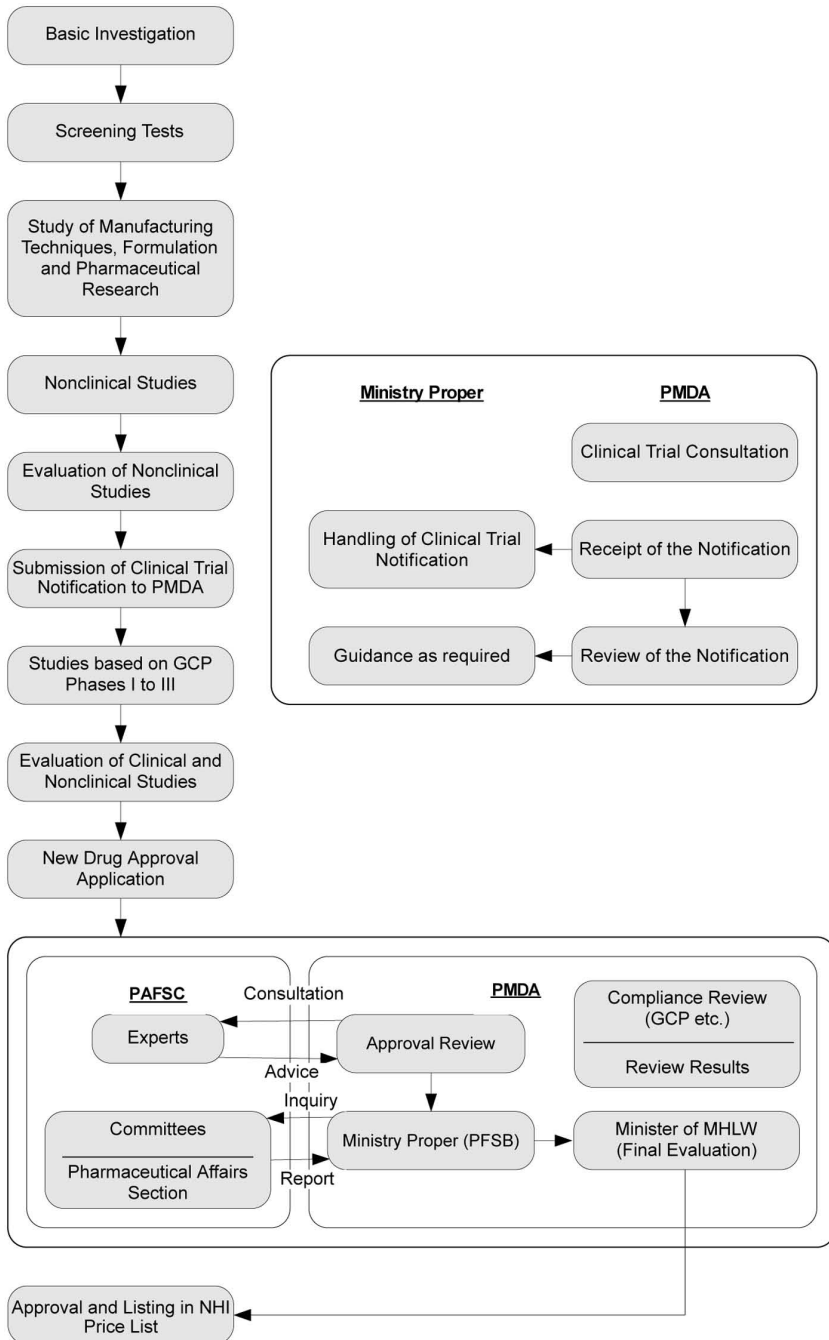 Basic Investigation
Screening Tests
Study of Manufacturing
Techniques, Formulation
and Pharmaceutical
Research
Nonclinical Studies
Evaluation of Nonclinical
Studies
Submission of Clinical Trial
Notification to PMDA
Studies based on GCP
Phases I to III
Evaluation of Clinical and
Nonclinical Studies
New Drug Approval
Application
Ministry Proper
PMDA
Clinical Trial Consultation
Handling of Clinical Trial
Notification
Receipt of the Notification
Guidance as required
Review of the Notification
PAFSC
Consultation
PMDA
Experts
Advice
Approval Review
Compliance Review
(GCP etc.)
Review Results
Inquiry
Committees
Pharmaceutical Affairs
Section
Report
Ministry Proper (PFSB)
Minister of MHLW
(Final Evaluation)
Approval and Listing in NHI
Price List